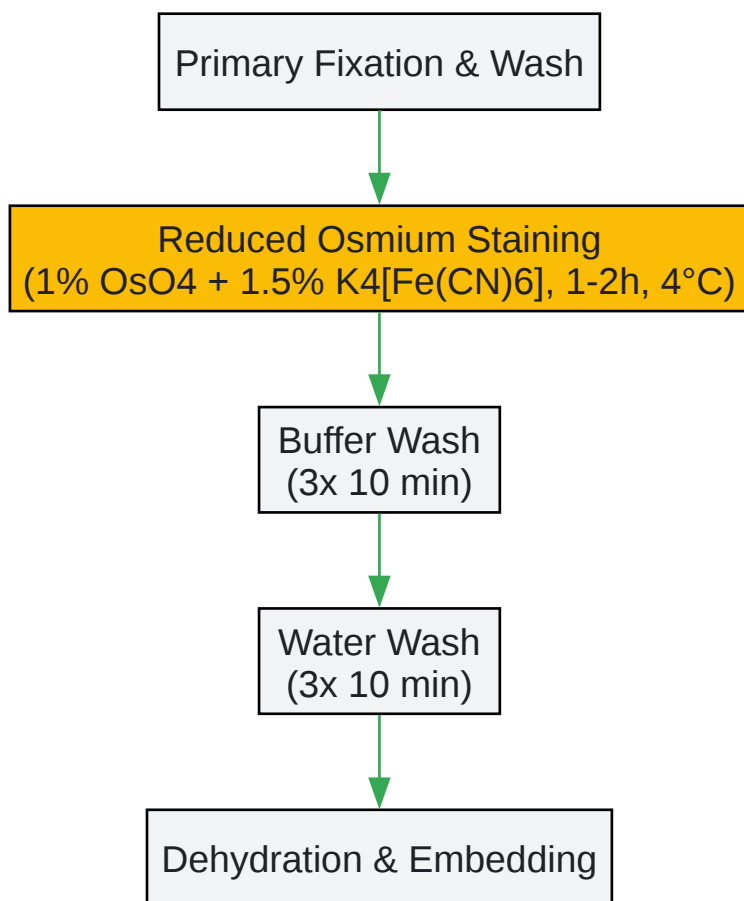 Primary Fixation & Wash
Reduced Osmium Staining
(1% OsO4 + 1.5% K4[Fe(CN)6], 1-2h, 4°C)
Buffer Wash
(3x 10 min)
Water Wash
(3x 10 min)
Dehydration & Embedding